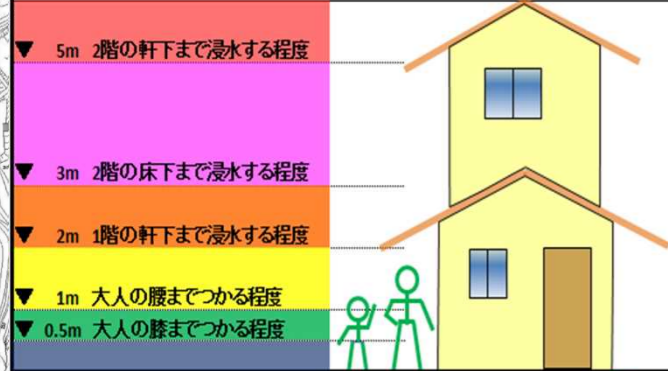 ▼ 5m 2階の軒下まで浸水する程度
▼ 3m 2階の床下まで浸水する程度
▼ 2m 1階の軒下まで浸水する程度
▼ 1m 大人の腰までつかる程度
▼ 0.5m 大人の膝までつかる程度